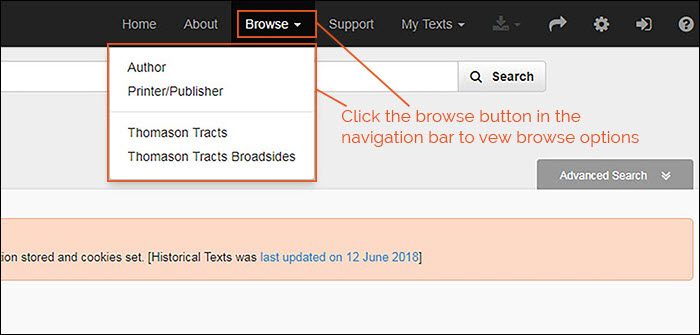 Home About Browse Support My Texts
Author
Printer/Publisher
Search
Thomason Tracts
Thomason Tracts Broadsides
Click the browse button in the
navigation bar to vew browse options
Advanced Search
tion stored and cookies set. [Historical Texts was last updated on 12 June 2018]